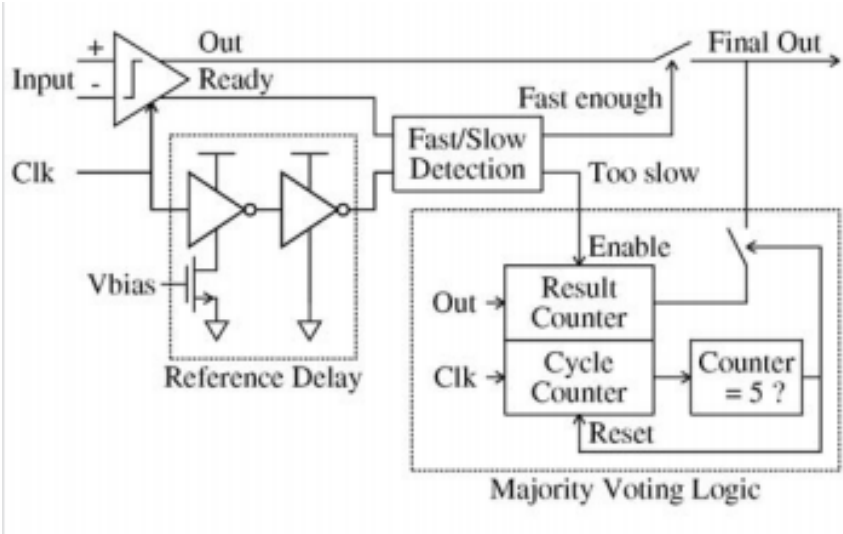 +
Out
Final Out
Input
-
Ready
Fast enough
Fast/Slow
Detection
Clk
Too slow
Enable
Vbias
Out
Result
Counter
Reference Delay
Clk
Cycle
Counter
Counter
= 5 ?
Reset
Majority Voting Logic